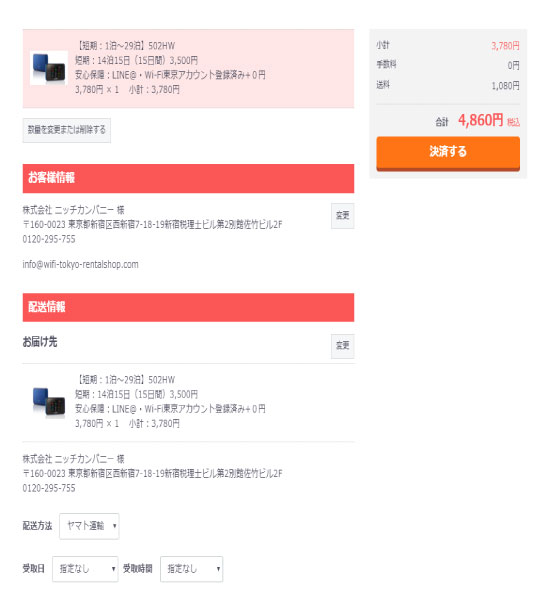 【短期：1泊～29泊】502HW
短期：14泊15日（15日間）3,500円
安心保障：LINE@・Wi-Fi東京アカウント登録済み+０円
3,780円 × 1　小計：3,780円
数量を変更または削除する
小計 3,780円
手数料 0円
送料 1,080円
合計 4,860円 税込
決済する
お客様情報
株式会社 ニッチカンパニー 様
変更
〒160-0023 東京都新宿区西新宿7-18-19新宿税理士ビル第2別館佐竹ビル2F
0120-295-755
info@wifi-tokyo-rentalshop.com
配送情報
お届け先
変更
【短期：1泊～29泊】502HW
短期：14泊15日（15日間）3,500円
安心保障：LINE@・Wi-Fi東京アカウント登録済み+０円
3,780円 × 1　小計：3,780円
株式会社 ニッチカンパニー 様
〒160-0023 東京都新宿区西新宿7-18-19新宿税理士ビル第2別館佐竹ビル2F
0120-295-755
配送方法 ヤマト運輸
受取日 指定なし 受取時間 指定なし